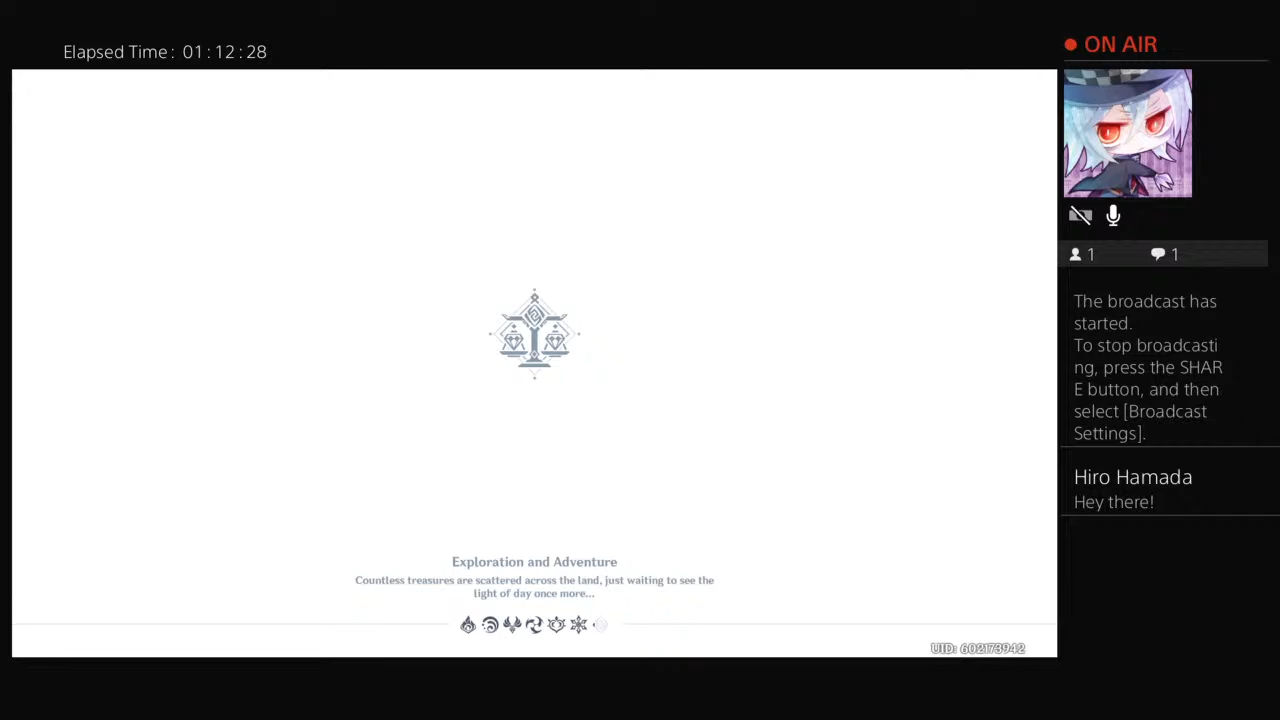 Elapsed Time: 01:12:28
ON AIR
1
1
The broadcast has
started.
To stop broadcasti
ng, press the SHAR
E button, and then
select [Broadcast
Settings].
Hiro Hamada
Hey there!
Exploration and Adventure
Countless treasures are scattered across the land, just waiting to see the
light of day once more...
UID: 602173942